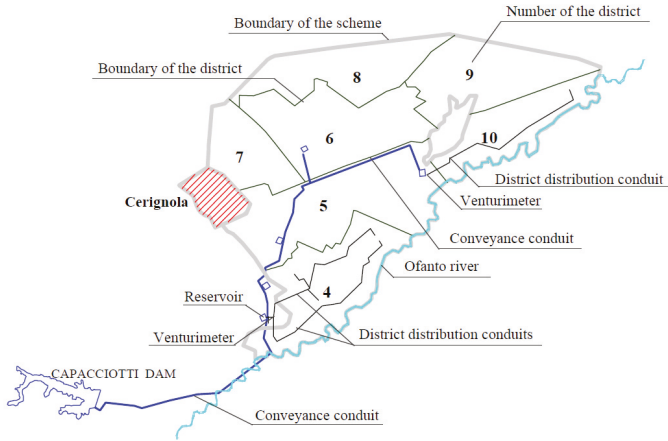 Number of the district
Boundary of the scheme
9
Boundary of the district
8
6
10
7
District distribution conduit
Cerignola
Venturimeter
5
Conveyance conduit
Ofanto river
4
Reservoir
Venturimeter
District distribution conduits
CAPACCIOTTI DAM
Conveyance conduit